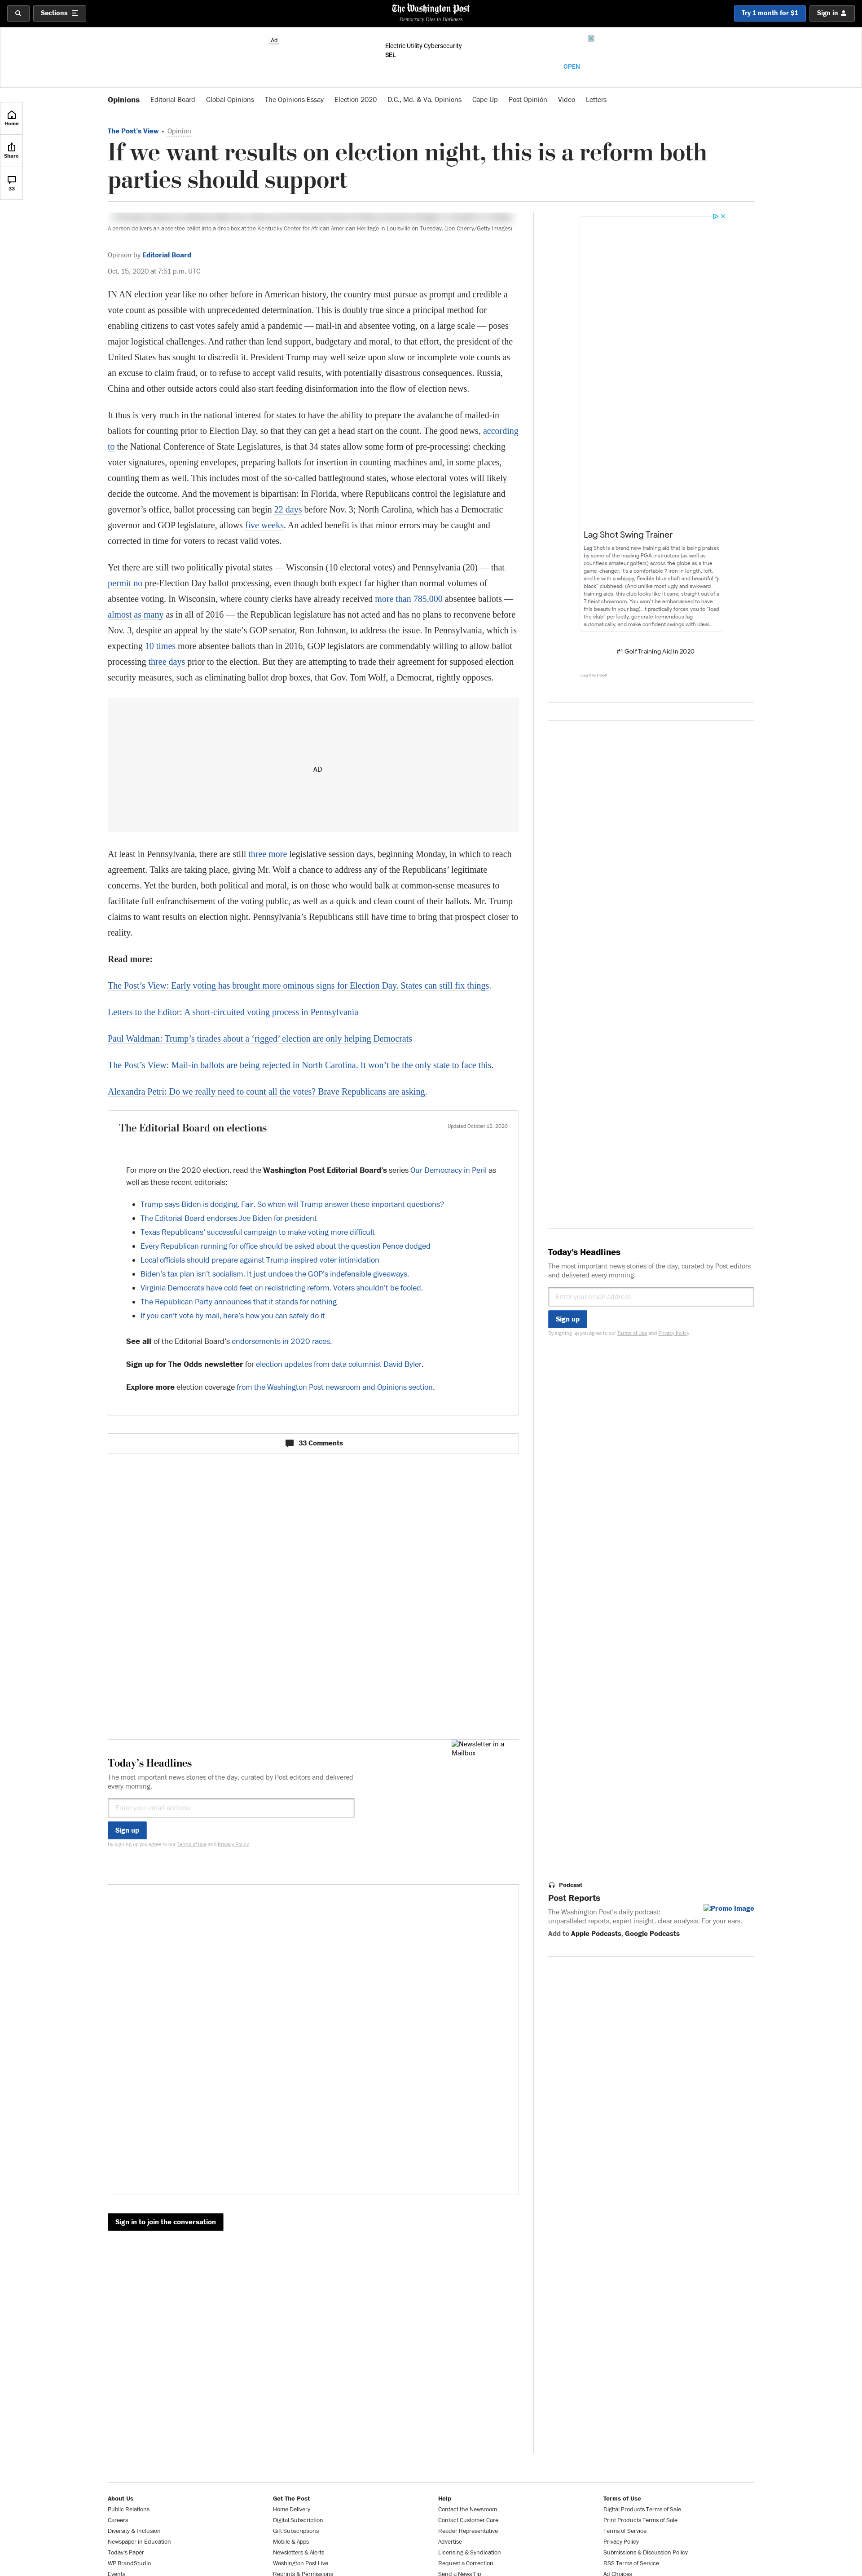 Sections
The Washington Post
Democracy Dies in Darkness
Try 1 month for $1
Sign in
Ad
Electric Utility Cybersecurity
SEL
OPEN
Home
Share
33
Opinions
Editorial Board
Global Opinions
The Opinions Essay
Election 2020
D.C., Md. & Va. Opinions
Cape Up
Post Opinión
Video
Letters
The Post's View • Opinion
If we want results on election night, this is a reform both
parties should support
A person delivers an absentee ballot into a drop box at the Kentucky Center for African American Heritage in Louisville on Tuesday. (Jon Cherry/Getty Images)
Opinion by Editorial Board
Oct. 15, 2020 at 7:51 p.m. UTC
IN AN election year like no other before in American history, the country must pursue as prompt and credible a
vote count as possible with unprecedented determination. This is doubly true since a principal method for
enabling citizens to cast votes safely amid a pandemic — mail-in and absentee voting, on a large scale — poses
major logistical challenges. And rather than lend support, budgetary and moral, to that effort, the president of the
United States has sought to discredit it. President Trump may well seize upon slow or incomplete vote counts as
an excuse to claim fraud, or to refuse to accept valid results, with potentially disastrous consequences. Russia,
China and other outside actors could also start feeding disinformation into the flow of election news.
It thus is very much in the national interest for states to have the ability to prepare the avalanche of mailed-in
ballots for counting prior to Election Day, so that they can get a head start on the count. The good news, according
to the National Conference of State Legislatures, is that 34 states allow some form of pre-processing: checking
voter signatures, opening envelopes, preparing ballots for insertion in counting machines and, in some places,
counting them as well. This includes most of the so-called battleground states, whose electoral votes will likely
decide the outcome. And the movement is bipartisan: In Florida, where Republicans control the legislature and
governor's office, ballot processing can begin 22 days before Nov. 3; North Carolina, which has a Democratic
governor and GOP legislature, allows five weeks. An added benefit is that minor errors may be caught and
corrected in time for voters to recast valid votes.
Yet there are still two politically pivotal states — Wisconsin (10 electoral votes) and Pennsylvania (20) — that
permit no pre-Election Day ballot processing, even though both expect far higher than normal volumes of
absentee voting. In Wisconsin, where county clerks have already received more than 785,000 absentee ballots —
almost as many as in all of 2016 — the Republican legislature has not acted and has no plans to reconvene before
Nov. 3, despite an appeal by the state's GOP senator, Ron Johnson, to address the issue. In Pennsylvania, which is
expecting 10 times more absentee ballots than in 2016, GOP legislators are commendably willing to allow ballot
processing three days prior to the election. But they are attempting to trade their agreement for supposed election
security measures, such as eliminating ballot drop boxes, that Gov. Tom Wolf, a Democrat, rightly opposes.
AD
At least in Pennsylvania, there are still three more legislative session days, beginning Monday, in which to reach
agreement. Talks are taking place, giving Mr. Wolf a chance to address any of the Republicans' legitimate
concerns. Yet the burden, both political and moral, is on those who would balk at common-sense measures to
facilitate full enfranchisement of the voting public, as well as a quick and clean count of their ballots. Mr. Trump
claims to want results on election night. Pennsylvania's Republicans still have time to bring that prospect closer to
reality.
Read more:
The Post's View: Early voting has brought more ominous signs for Election Day. States can still fix things.
Letters to the Editor: A short-circuited voting process in Pennsylvania
Paul Waldman: Trump's tirades about a 'rigged' election are only helping Democrats
The Post's View: Mail-in ballots are being rejected in North Carolina. It won't be the only state to face this.
Alexandra Petri: Do we really need to count all the votes? Brave Republicans are asking.
The Editorial Board on elections
Updated October 12, 2020
For more on the 2020 election, read the Washington Post Editorial Board's series Our Democracy in Peril as
well as these recent editorials:
Trump says Biden is dodging. Fair. So when will Trump answer these important questions?
The Editorial Board endorses Joe Biden for president
Texas Republicans' successful campaign to make voting more difficult
Every Republican running for office should be asked about the question Pence dodged
Local officials should prepare against Trump-inspired voter intimidation
Biden's tax plan isn't socialism. It just undoes the GOP's indefensible giveaways.
Virginia Democrats have cold feet on redistricting reform. Voters shouldn't be fooled.
The Republican Party announces that it stands for nothing
If you can't vote by mail, here's how you can safely do it
See all of the Editorial Board's endorsements in 2020 races.
Sign up for The Odds newsletter for election updates from data columnist David Byler.
Explore more election coverage from the Washington Post newsroom and Opinions section.
33 Comments
Newsletter in a
Mailbox
Today's Headlines
The most important news stories of the day, curated by Post editors and delivered
every morning.
Enter your email address
Sign up
By signing up you agree to our Terms of Use and Privacy Policy
Sign in to join the conversation
Lag Shot Swing Trainer
Lag Shot is a brand new training aid that is being praised
by some of the leading PGA instructors (as well as
countless amateur golfers) across the globe as a true
game-changer. It's a comfortable 7 iron in length, loft,
and lie with a whippy, flexible blue shaft and beautiful "j-
black" clubhead. (And unlike most ugly and awkward
training aids, this club looks like it came straight out of a
Titleist showroom. You won't be embarrassed to have
this beauty in your bag). It practically forces you to "load
the club" perfectly, generate tremendous lag
automatically, and make confident swings with ideal...
#1 Golf Training Aid in 2020
Lag Shot Golf
Today's Headlines
The most important news stories of the day, curated by Post editors
and delivered every morning.
Enter your email address
Sign up
By signing up you agree to our Terms of Use and Privacy Policy
Podcast
Post Reports
Promo Image
The Washington Post's daily podcast:
unparalleled reports, expert insight, clear analysis. For your ears.
Add to Apple Podcasts, Google Podcasts
About Us
Public Relations
Careers
Diversity & Inclusion
Newspaper in Education
Today's Paper
WP BrandStudio
Events
Get The Post
Home Delivery
Digital Subscription
Gift Subscriptions
Mobile & Apps
Newsletters & Alerts
Washington Post Live
Reprints & Permissions
Help
Contact the Newsroom
Contact Customer Care
Reader Representative
Advertise
Licensing & Syndication
Request a Correction
Send a News Tip
Terms of Use
Digital Products Terms of Sale
Print Products Terms of Sale
Terms of Service
Privacy Policy
Submissions & Discussion Policy
RSS Terms of Service
Ad Choices